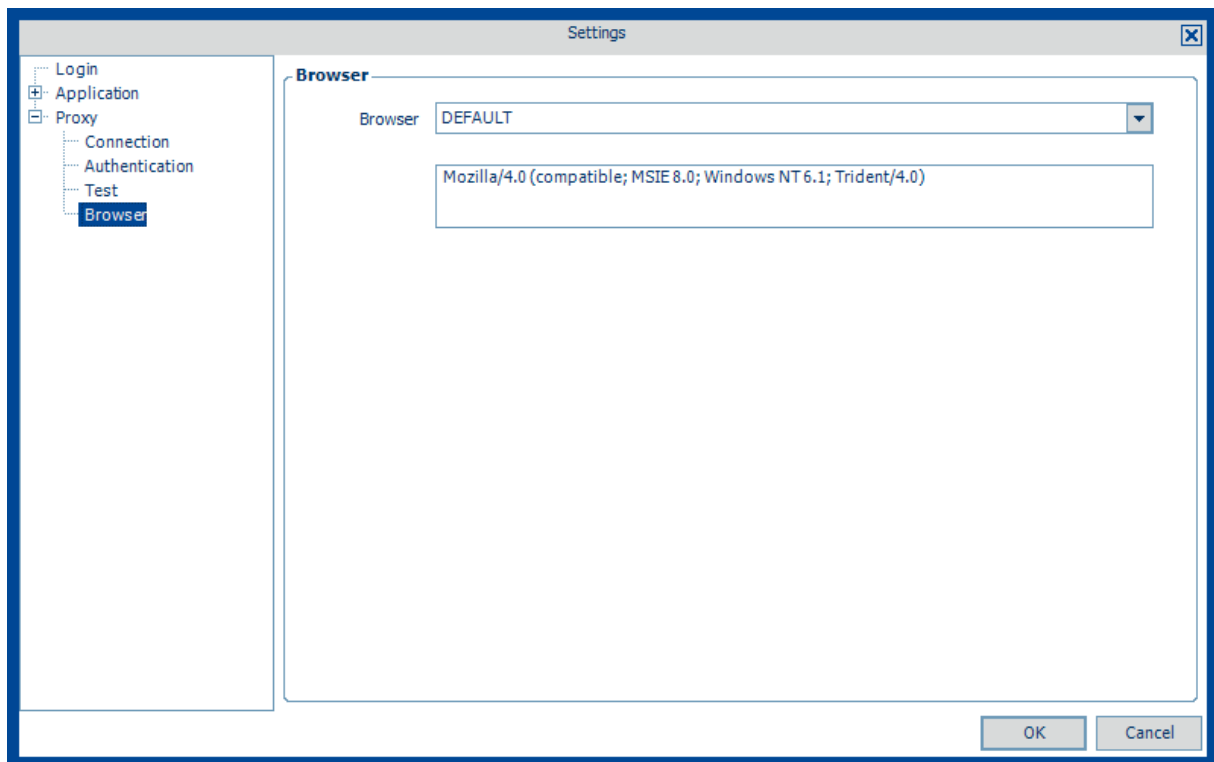 Settings
Login
Application
Proxy
Connection
Authentication
Test
Browser
Browser
Browser DEFAULT
Mozilla/4.0 (compatible; MSIE 8.0; Windows NT 6.1; Trident/4.0)
OK Cancel